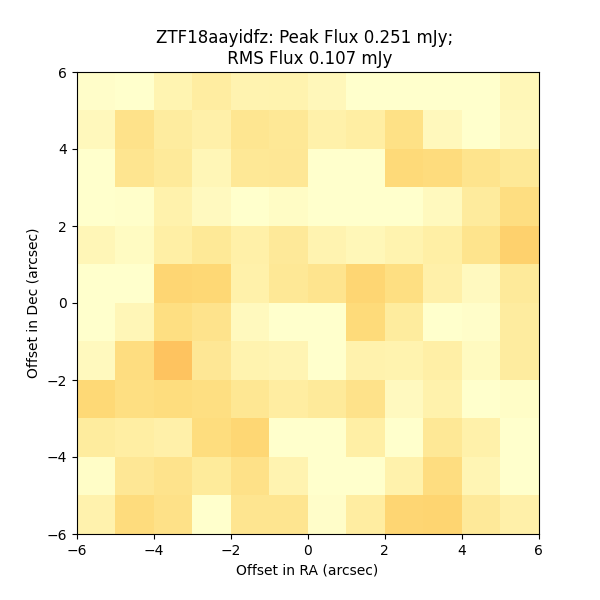 ZTF18aayidfz: Peak Flux 0.251 mJy;
RMS Flux 0.107 mJy
6
4
2
0
−2
−4
−6
Offset in Dec (arcsec)
−6 −4 −2 0 2 4 6
Offset in RA (arcsec)